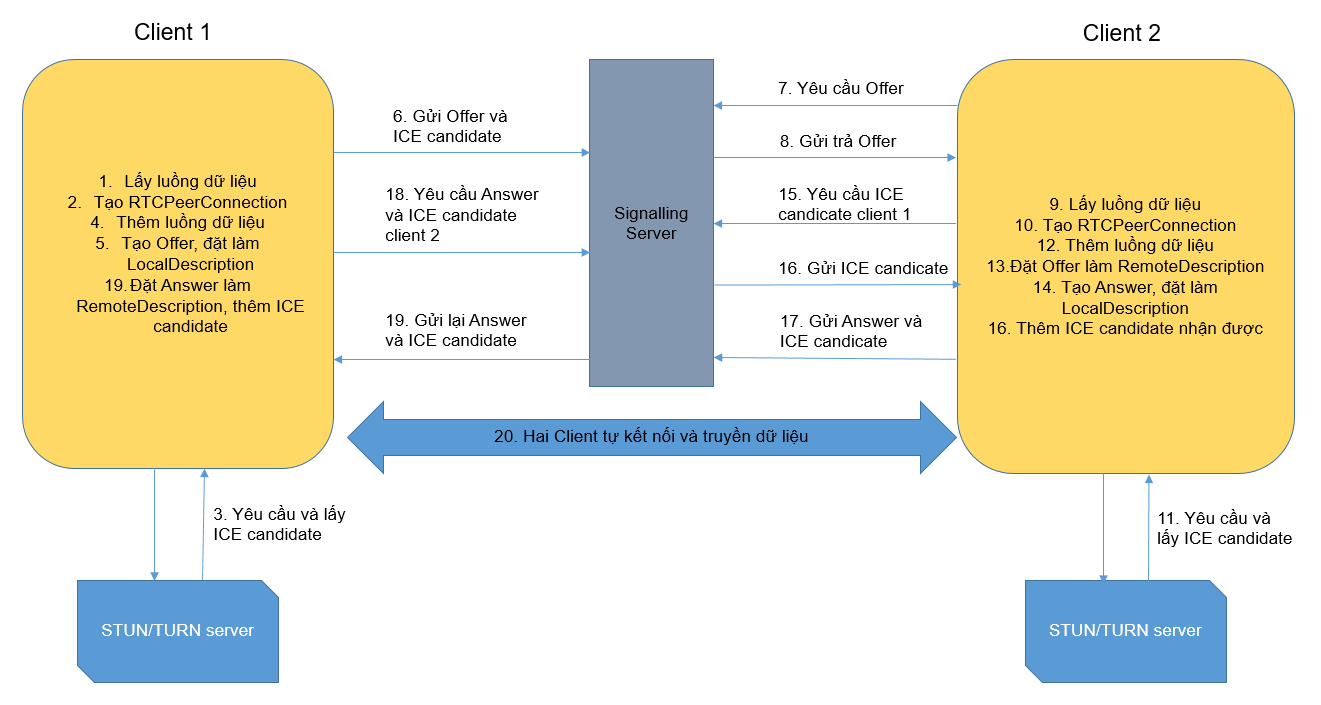 Client 1
Client 2
1. Lấy luồng dữ liệu
2. Tạo RTCPeerConnection
4. Thêm luồng dữ liệu
5. Tạo Offer, đặt làm
LocalDescription
19. Đặt Answer làm
RemoteDescription, thêm ICE
candidate
6. Gửi Offer và
ICE candidate
18. Yêu cầu Answer
và ICE candidate
client 2
19. Gửi lại Answer
và ICE candidate
Signalling
Server
7. Yêu cầu Offer
8. Gửi trả Offer
15. Yêu cầu ICE
candicate client 1
16. Gửi ICE candicate
17. Gửi Answer và
ICE candicate
9. Lấy luồng dữ liệu
10. Tạo RTCPeerConnection
12. Thêm luồng dữ liệu
13.Đặt Offer làm RemoteDescription
14. Tạo Answer, đặt làm
LocalDescription
16. Thêm ICE candidate nhận được
20. Hai Client tự kết nối và truyền dữ liệu
3. Yêu cầu và lấy
ICE candidate
11. Yêu cầu và
lấy ICE candidate
STUN/TURN server
STUN/TURN server